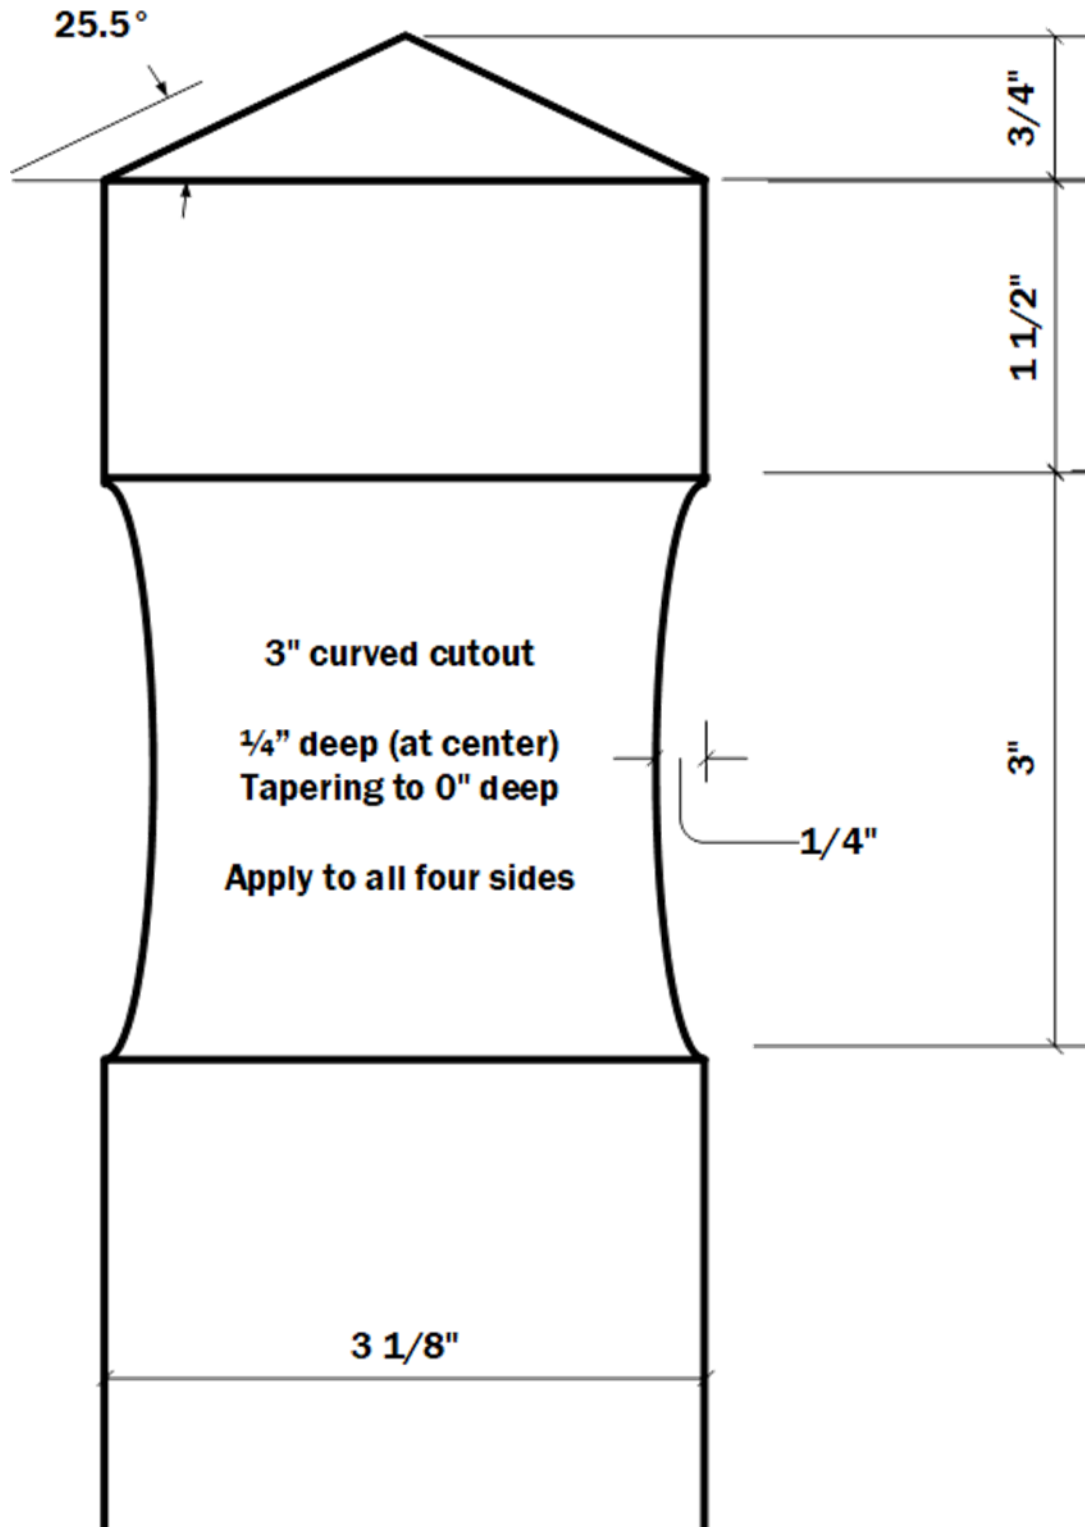 25.5°
3/4"
1 1/2"
3" curved cutout
¼” deep (at center)
Tapering to 0" deep
Apply to all four sides
3"
1/4"
3 1/8"